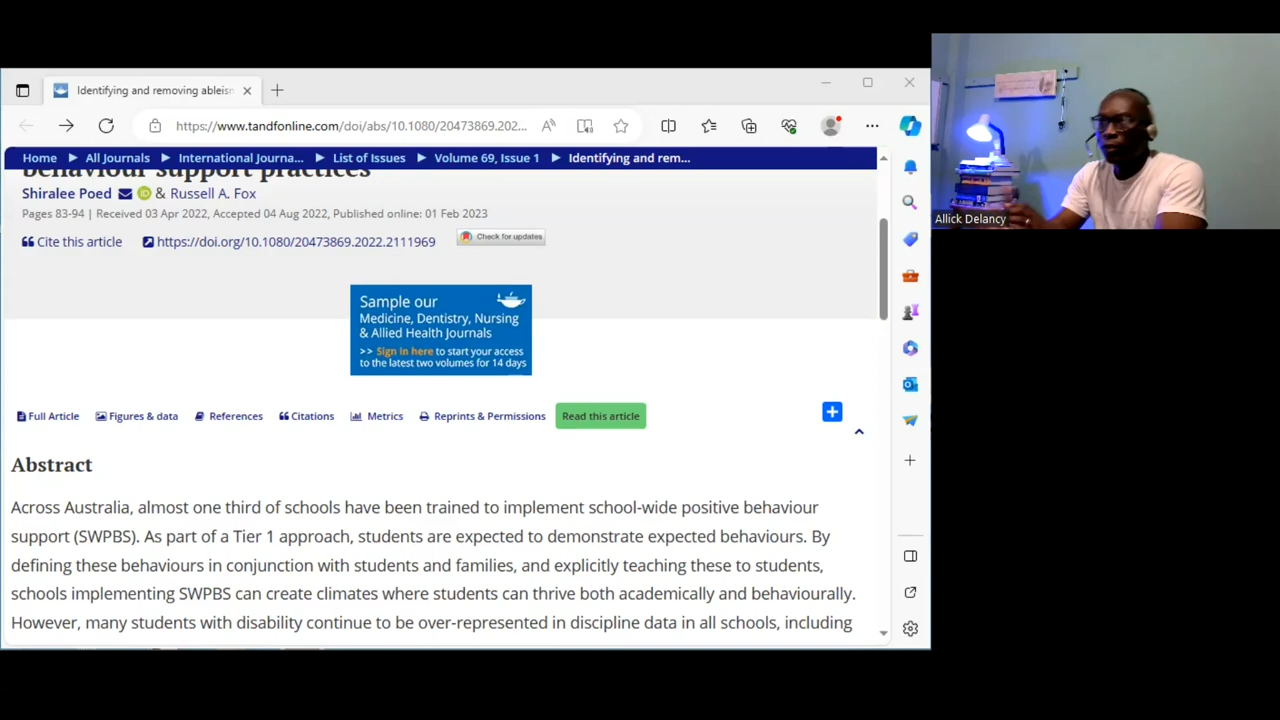 Identifying and removing ableism
https://www.tandfonline.com/doi/abs/10.1080/20473869.202...
Home All Journals International Journa... List of Issues Volume 69, Issue 1 Identifying and rem...
behaviour support practices
Shiralee Poed & Russell A. Fox
Pages 83-94 | Received 03 Apr 2022, Accepted 04 Aug 2022, Published online: 01 Feb 2023
Cite this article https://doi.org/10.1080/20473869.2022.2111969 Check for updates
Sample our
Medicine, Dentistry, Nursing
& Allied Health Journals
>> Sign in here to start your access
to the latest two volumes for 14 days
Full Article Figures & data References Citations Metrics Reprints & Permissions Read this article
Abstract
Across Australia, almost one third of schools have been trained to implement school-wide positive behaviour
support (SWPBS). As part of a Tier 1 approach, students are expected to demonstrate expected behaviours. By
defining these behaviours in conjunction with students and families, and explicitly teaching these to students,
schools implementing SWPBS can create climates where students can thrive both academically and behaviourally.
However, many students with disability continue to be over-represented in discipline data in all schools, including
Allick Delancy